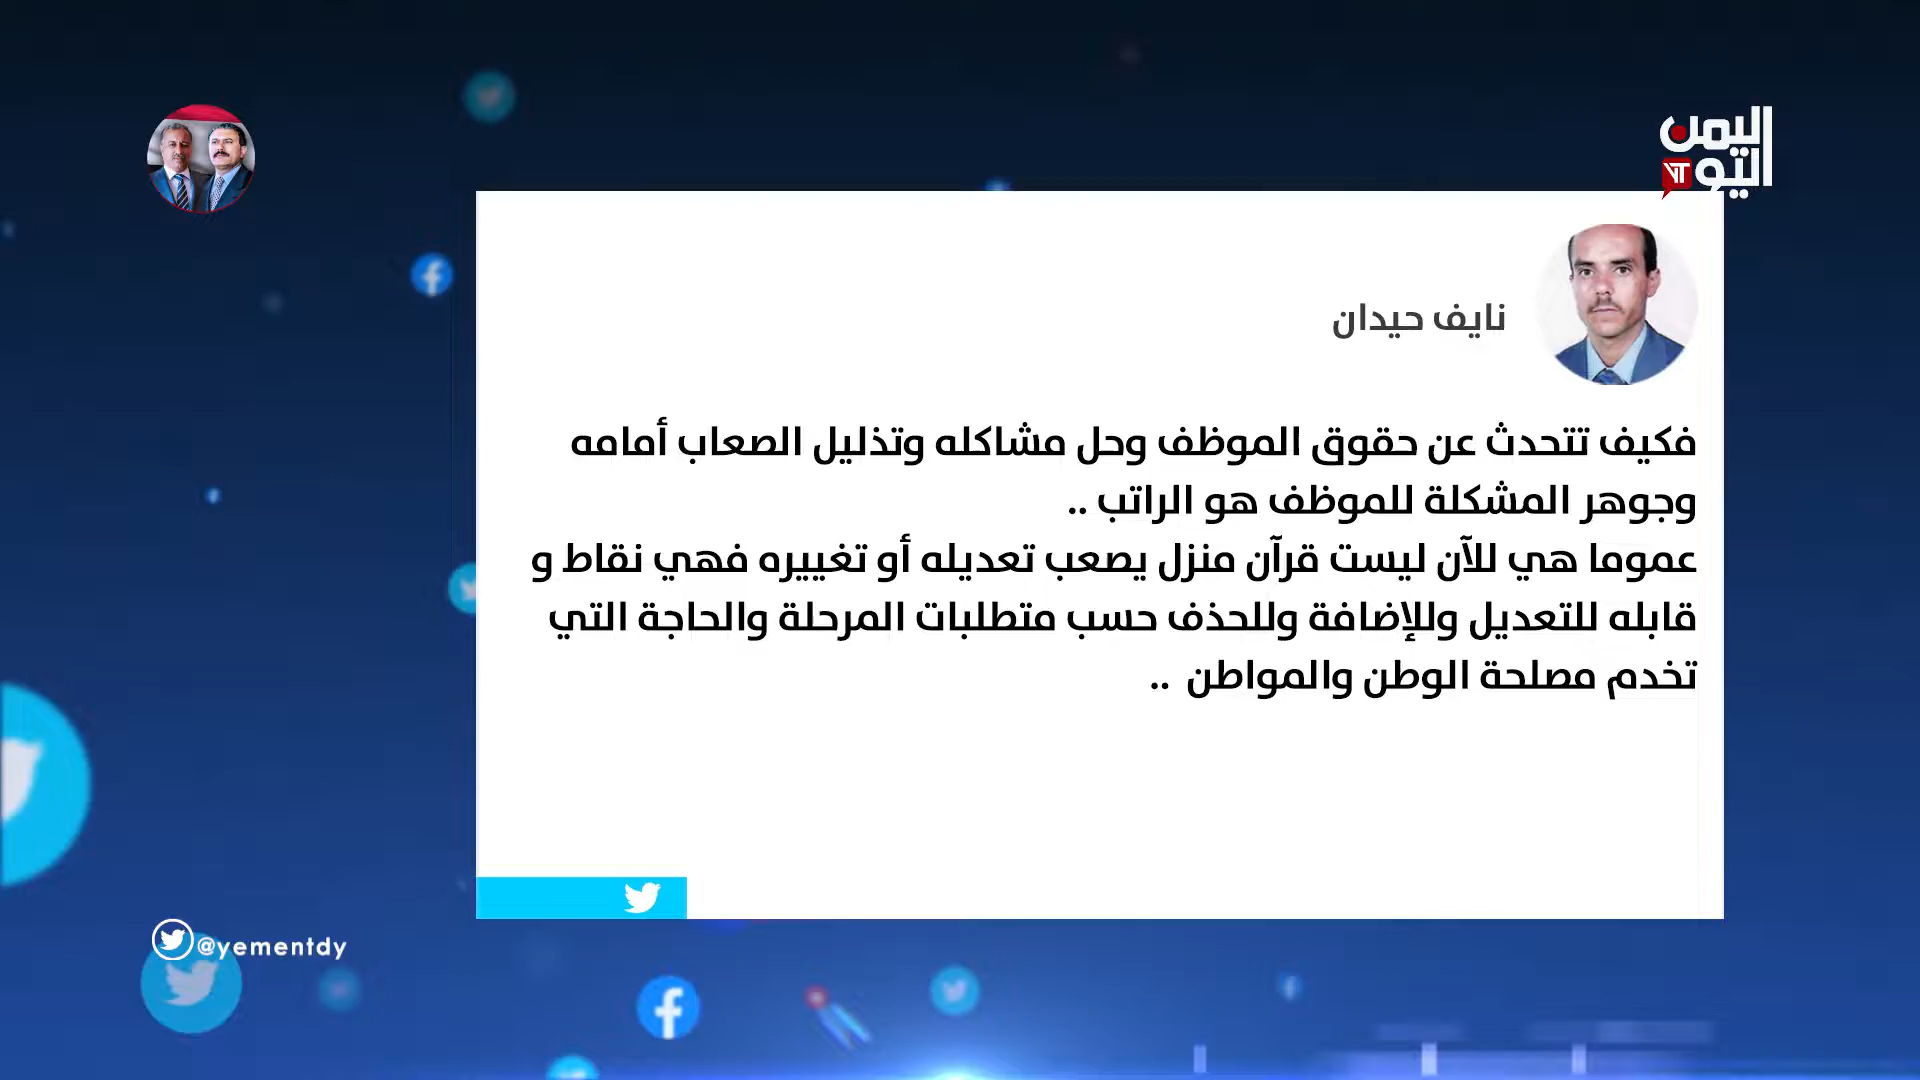 اليمن
اليوم
YT
نايف حيدان
فكيف تتحدث عن حقوق الموظف وحل مشاكله وتذليل الصعاب أمامه
وجوهر المشكلة للموظف هو الراتب ..
عموما هي للآن ليست قرآن منزل يصعب تعديله أو تغييره فهي نقاط و
قابله للتعديل وللإضافة وللحذف حسب متطلبات المرحلة والحاجة التي
تخدم مصلحة الوطن والمواطن ..
@yementdy